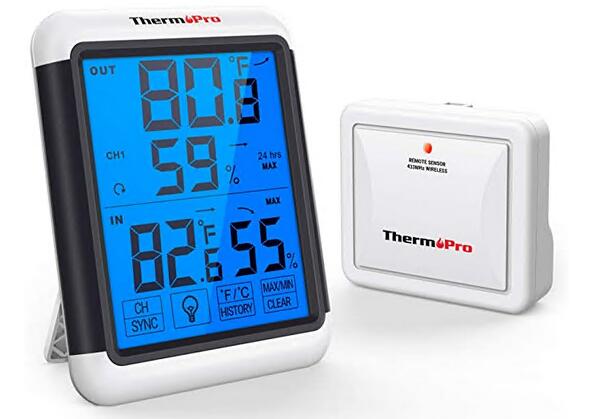 ThermoPro
OUT
80.8 °F
CH1
59 %
24 hrs
MAX
IN
MAX
82.6 °F 55 %
CH
SYNC
°F/°C
HISTORY
MAX/MIN
CLEAR
REMOTE SENSOR
433MHz WIRELESS
ThermoPro